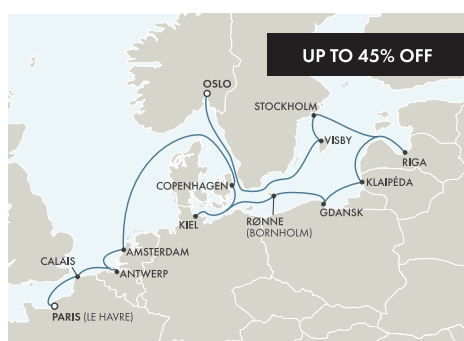 UP TO 45% OFF
OSLO
STOCKHOLM
VISBY
RIGA
COPENHAGEN
KLAIPĖDA
KIEL
RØNNE
(BORNHOLM)
GDANSK
AMSTERDAM
CALAIS
ANTWERP
PARIS (LE HAVRE)